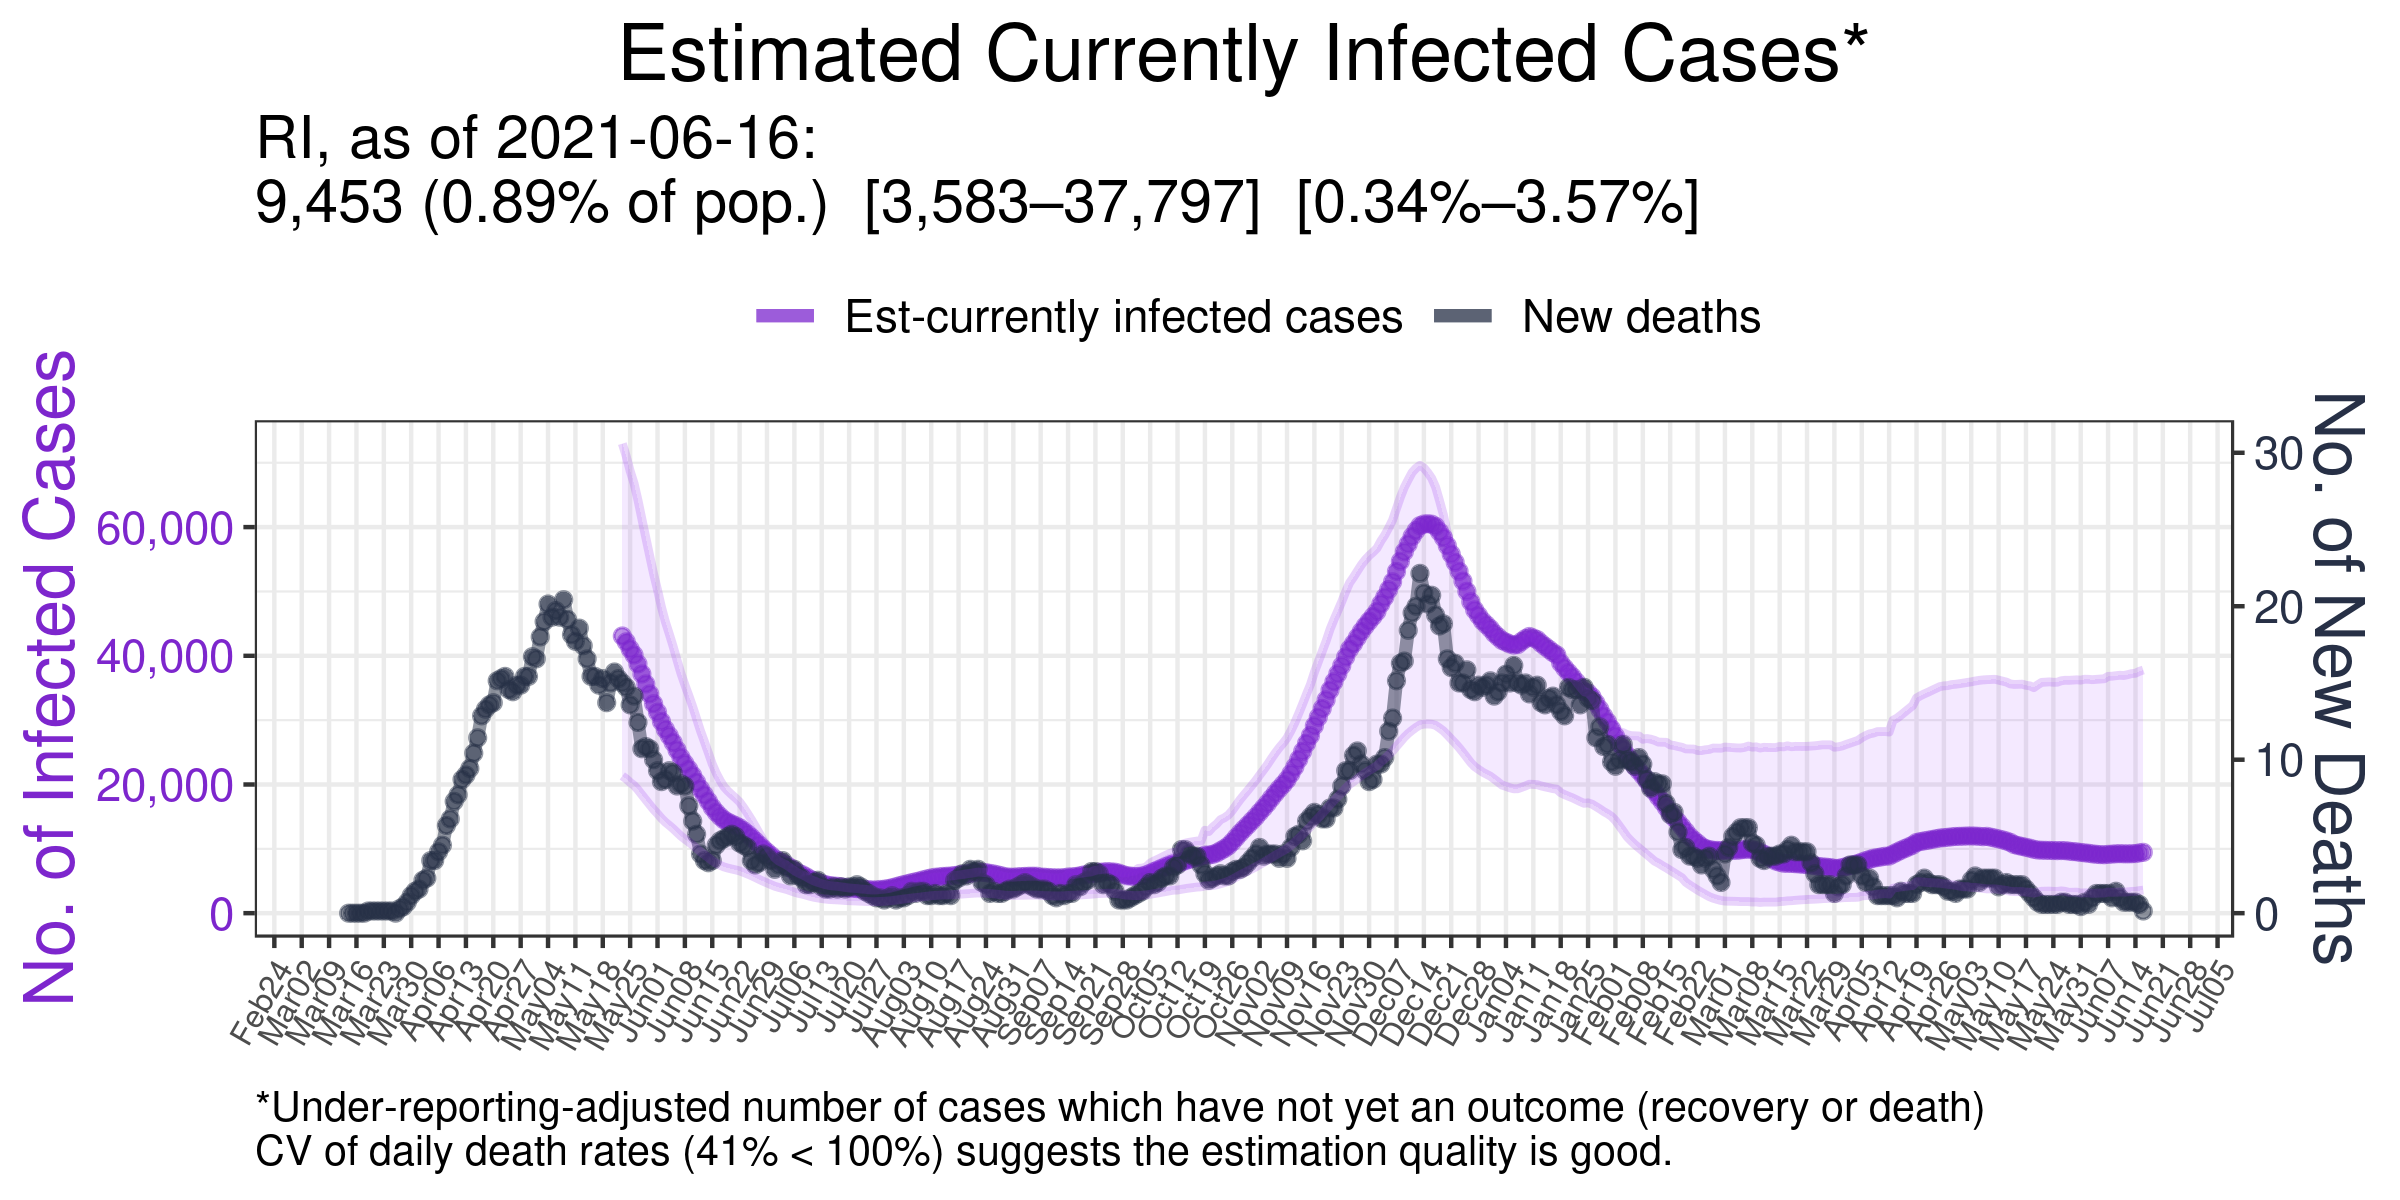 Estimated Currently Infected Cases*
RI, as of 2021-06-16:
9,453 (0.89% of pop.) [3,583–37,797] [0.34%–3.57%]
Est-currently infected cases
New deaths
No. of Infected Cases
60,000
40,000
20,000
0
30
20
10
0
No. of New Deaths
Feb24
Mar02
Mar09
Mar16
Mar23
Mar30
Apr06
Apr13
Apr20
Apr27
May04
May11
May18
May25
Jun01
Jun08
Jun15
Jun22
Jun29
Jul06
Jul13
Jul20
Jul27
Aug03
Aug10
Aug17
Aug24
Aug31
Sep07
Sep14
Sep21
Sep28
Oct05
Oct12
Oct19
Oct26
Nov02
Nov09
Nov16
Nov23
Nov30
Dec07
Dec14
Dec21
Dec28
Jan04
Jan11
Jan18
Jan25
Feb01
Feb08
Feb15
Feb22
Mar01
Mar08
Mar15
Mar22
Mar29
Apr05
Apr12
Apr19
Apr26
May03
May10
May17
May24
May31
Jun07
Jun14
Jun21
Jun28
Jul05
*Under-reporting-adjusted number of cases which have not yet an outcome (recovery or death)
CV of daily death rates (41% < 100%) suggests the estimation quality is good.